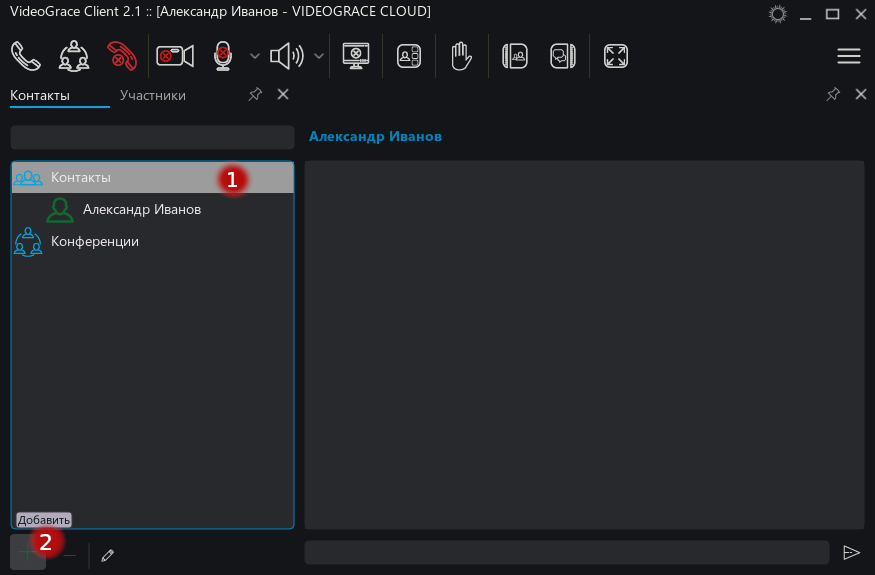 VideoGrace Client 2.1 :: [Александр Иванов - VIDEOGRACE CLOUD]
Контакты Участники
Александр Иванов
Контакты 1
Александр Иванов
Конференции
Добавить
2